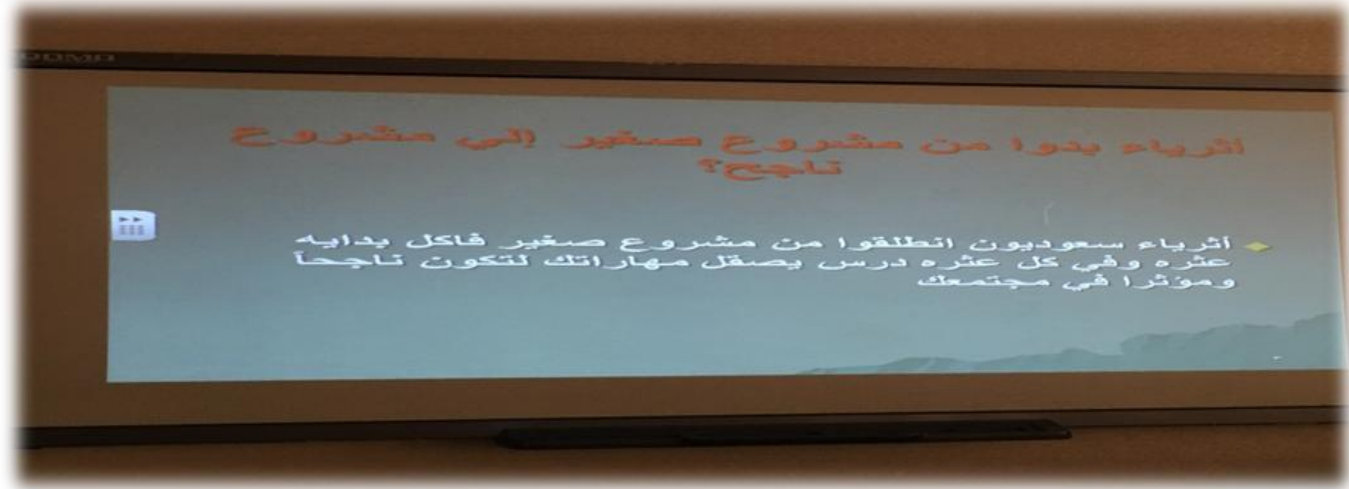 أثرياء بدوا من مشروع صغير إلي مشروع
ناجح؟
أثرياء سعوديون انطلقوا من مشروع صغير فاكل بدايه
عثره وفي كل عثره درس يصقل مهاراتك لتكون ناجحاً
ومؤثرا في مجتمعك